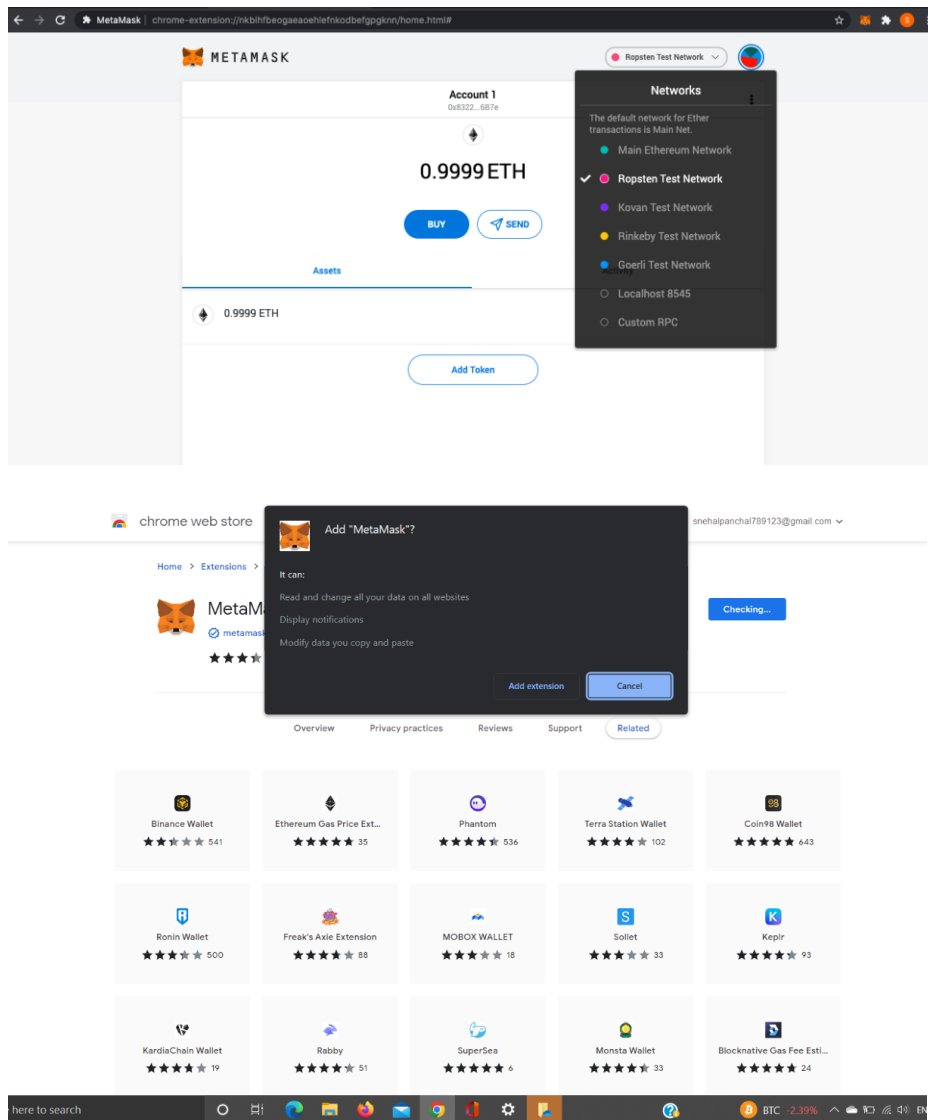 MetaMask chrome-extension://nkbihfbeogaeaoehlefnkodbefgpgknn/home.html#
METAMASK
Ropsten Test Network
Account 1
0x8322...6B7e
0.9999 ETH
BUY
SEND
Assets
Activity
0.9999 ETH
Add Token
Networks
The default network for Ether
transactions is Main Net.
Main Ethereum Network
Ropsten Test Network
Kovan Test Network
Rinkeby Test Network
Goerli Test Network
Localhost 8545
Custom RPC
chrome web store
snehalpanchal789123@gmail.com
Home > Extensions >
MetaM
metamas
Checking...
Add "MetaMask"?
It can:
Read and change all your data on all websites
Display notifications
Modify data you copy and paste
Add extension
Cancel
Overview Privacy practices Reviews Support Related
Binance Wallet
541
Ethereum Gas Price Ext...
35
Phantom
536
Terra Station Wallet
102
Coin98 Wallet
643
Ronin Wallet
500
Freak's Axie Extension
88
MOBOX WALLET
18
Sollet
33
Keplr
93
KardiaChain Wallet
19
Rabby
51
SuperSea
6
Monsta Wallet
33
Blocknative Gas Fee Esti...
24
here to search
BTC -2.39%
EN